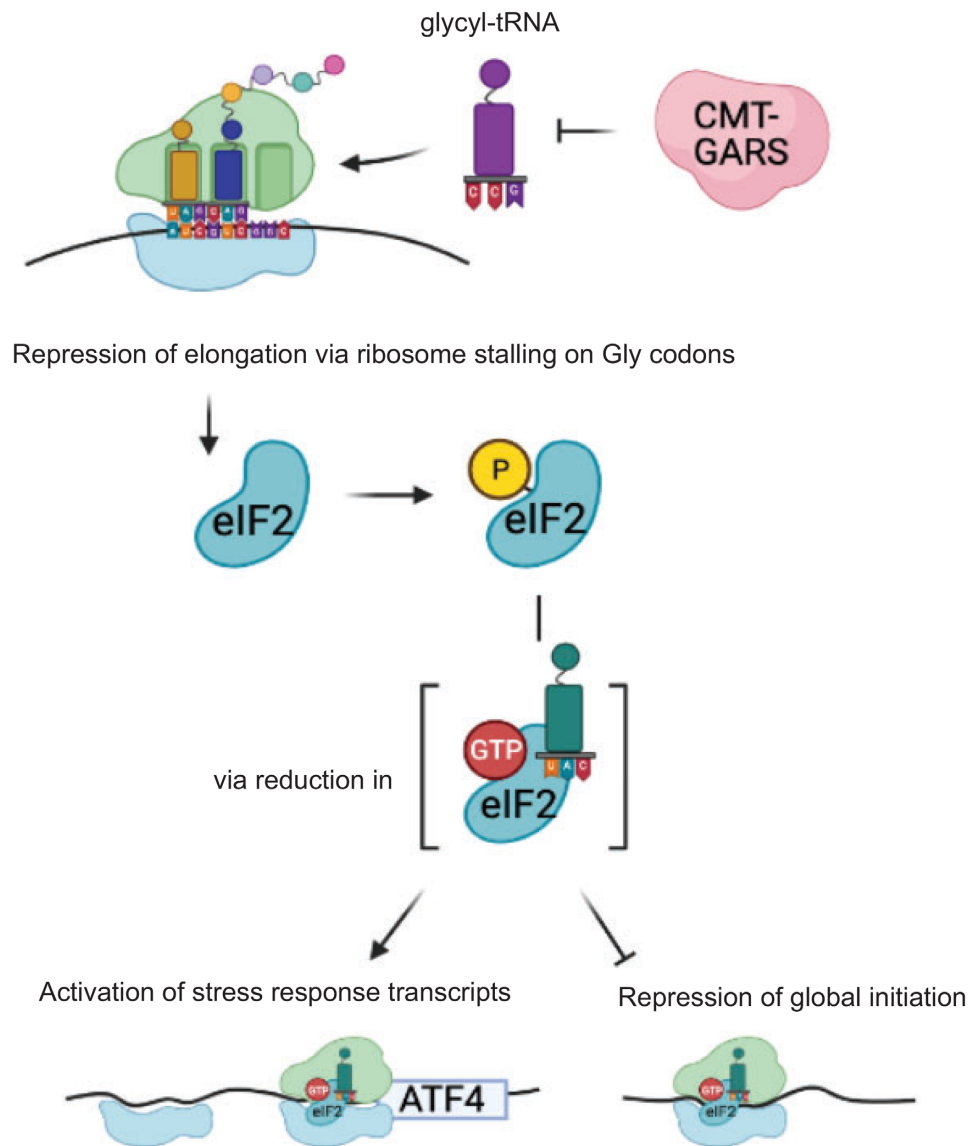 glycyl-tRNA
CMT-
GARS
C C G
U A G C A G
A U C G U C G G C
Repression of elongation via ribosome stalling on Gly codons
eIF2
P
eIF2
GTP
U A C
eIF2
via reduction in
Activation of stress response transcripts
Repression of global initiation
GTP
eIF2
ATF4
GTP
eIF2